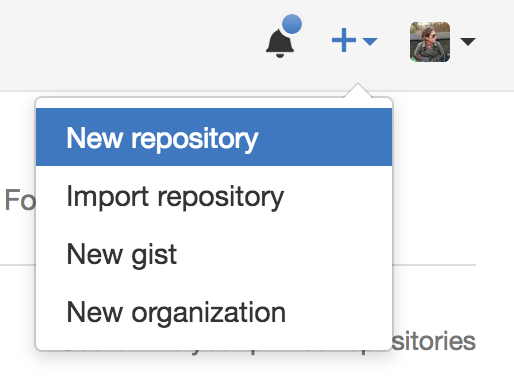 New repository
Import repository
Fo
New gist
New organization
sitories